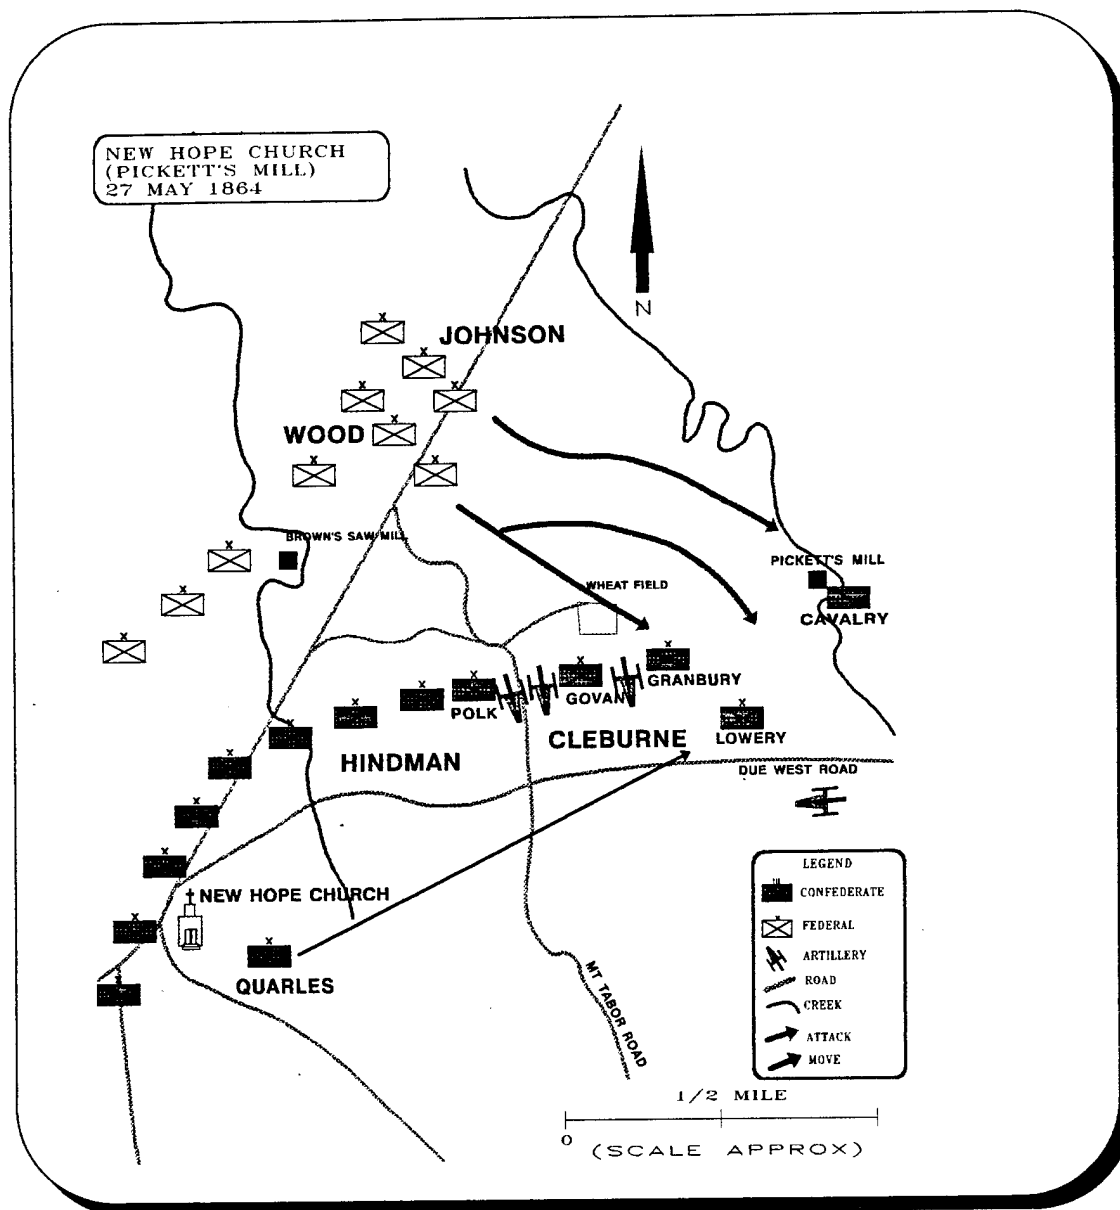 NEW HOPE CHURCH
(PICKETT'S MILL)
27 MAY 1864
N
X
JOHNSON
X
X
X
WOOD
X
X
X
BROWN'S SAW MILL
X
PICKETT'S MILL
WHEAT FIELD
X
CAVALRY
X
X
GRANBURY
X
GOVAN
X
POLK
X
X
X
LOWERY
CLEBURNE
X
HINDMAN
X
DUE WEST ROAD
X
X
NEW HOPE CHURCH
X
X
QUARLES
X
MT TABOR ROAD
LEGEND
CONFEDERATE
FEDERAL
ARTILLERY
ROAD
CREEK
ATTACK
MOVE
1/2 MILE
0
(SCALE APPROX)